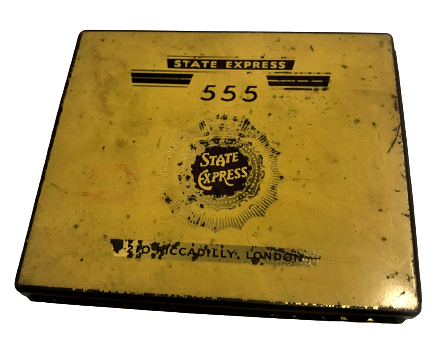 STATE EXPRESS
555
STATE
EXPRESS
PICCADILLY, LONDON